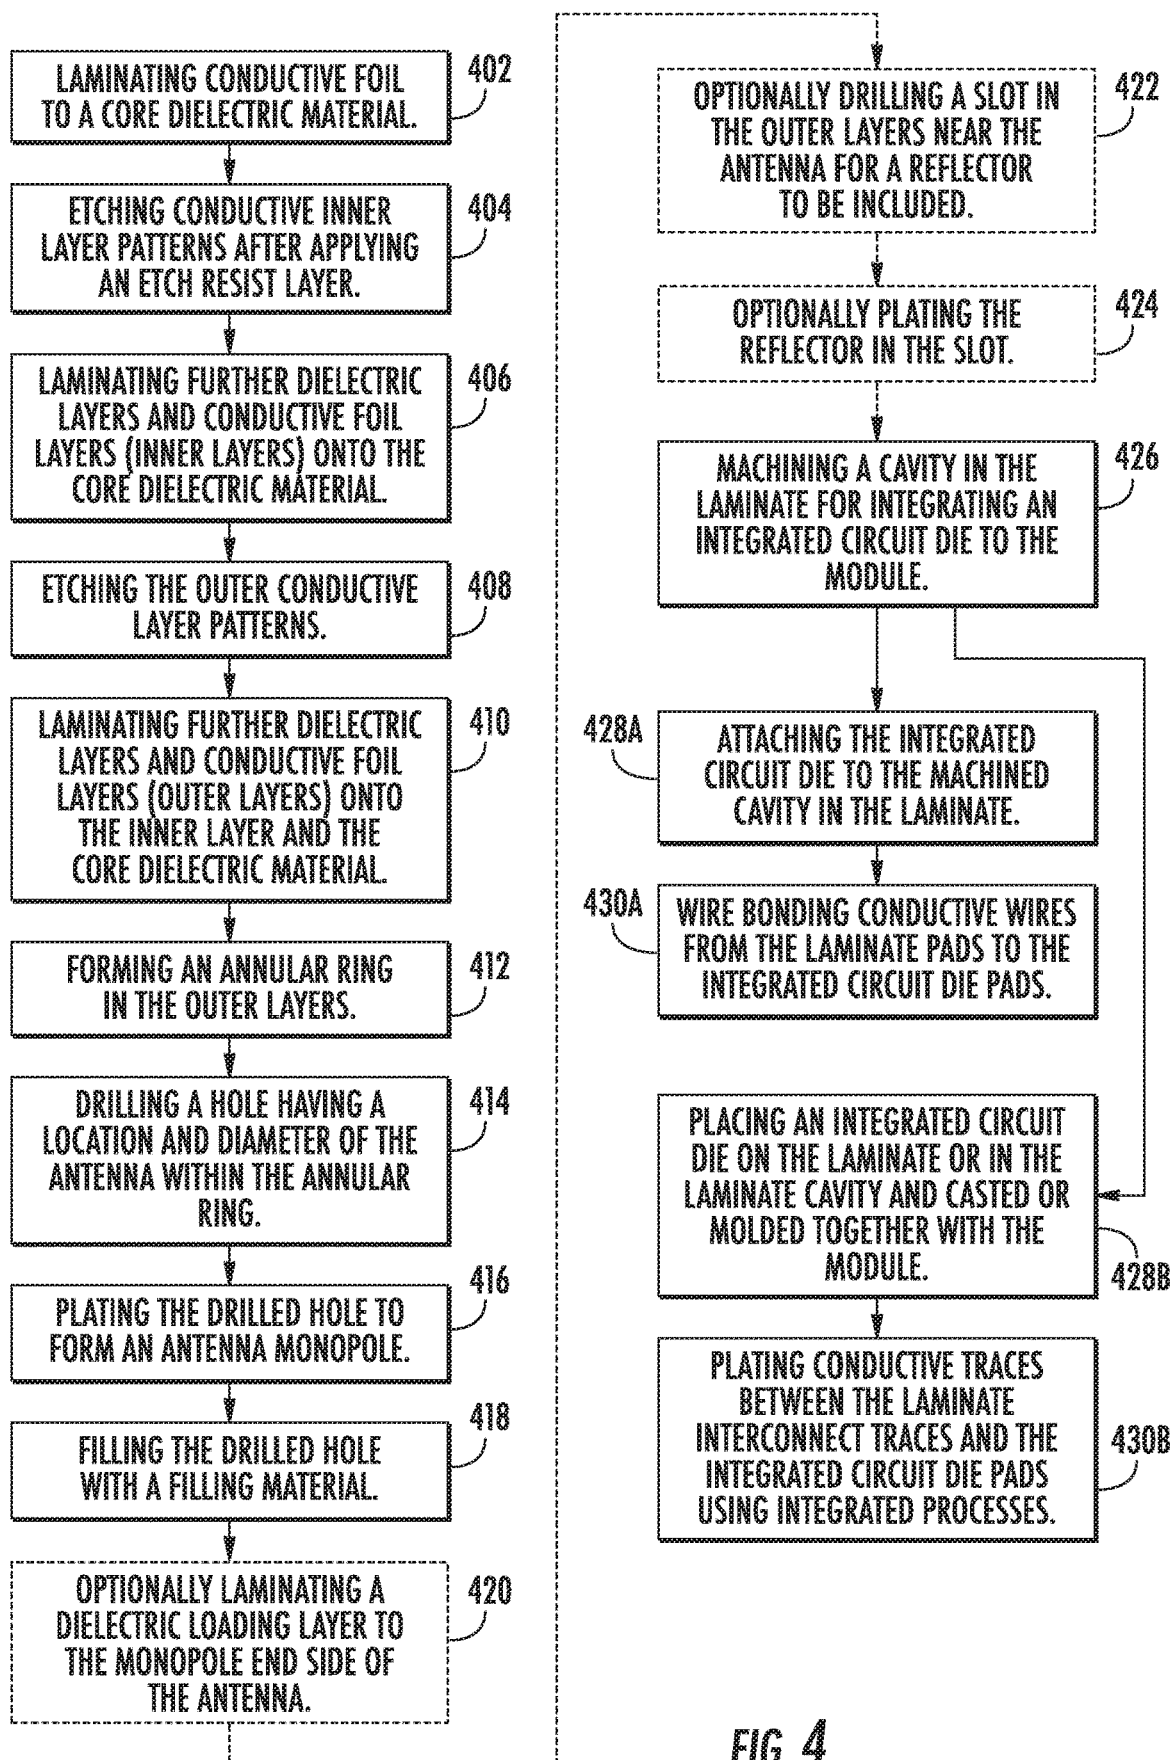 LAMINATING CONDUCTIVE FOIL
TO A CORE DIELECTRIC MATERIAL.
402
ETCHING CONDUCTIVE INNER
LAYER PATTERNS AFTER APPLYING
AN ETCH RESIST LAYER.
404
LAMINATING FURTHER DIELECTRIC
LAYERS AND CONDUCTIVE FOIL
LAYERS (INNER LAYERS) ONTO THE
CORE DIELECTRIC MATERIAL.
406
ETCHING THE OUTER CONDUCTIVE
LAYER PATTERNS.
408
LAMINATING FURTHER DIELECTRIC
LAYERS AND CONDUCTIVE FOIL
LAYERS (OUTER LAYERS) ONTO
THE INNER LAYER AND THE
CORE DIELECTRIC MATERIAL.
410
FORMING AN ANNULAR RING
IN THE OUTER LAYERS.
412
DRILLING A HOLE HAVING A
LOCATION AND DIAMETER OF THE
ANTENNA WITHIN THE ANNULAR
RING.
414
PLATING THE DRILLED HOLE TO
FORM AN ANTENNA MONOPOLE.
416
FILLING THE DRILLED HOLE
WITH A FILLING MATERIAL.
418
OPTIONALLY LAMINATING A
DIELECTRIC LOADING LAYER TO
THE MONOPOLE END SIDE OF
THE ANTENNA.
420
OPTIONALLY DRILLING A SLOT IN
THE OUTER LAYERS NEAR THE
ANTENNA FOR A REFLECTOR
TO BE INCLUDED.
422
OPTIONALLY PLATING THE
REFLECTOR IN THE SLOT.
424
MACHINING A CAVITY IN THE
LAMINATE FOR INTEGRATING AN
INTEGRATED CIRCUIT DIE TO THE
MODULE.
426
428A
ATTACHING THE INTEGRATED
CIRCUIT DIE TO THE MACHINED
CAVITY IN THE LAMINATE.
430A
WIRE BONDING CONDUCTIVE WIRES
FROM THE LAMINATE PADS TO THE
INTEGRATED CIRCUIT DIE PADS.
PLACING AN INTEGRATED CIRCUIT
DIE ON THE LAMINATE OR IN THE
LAMINATE CAVITY AND CASTED OR
MOLDED TOGETHER WITH THE
MODULE.
428B
PLATING CONDUCTIVE TRACES
BETWEEN THE LAMINATE
INTERCONNECT TRACES AND THE
INTEGRATED CIRCUIT DIE PADS
USING INTEGRATED PROCESSES.
430B
FIG. 4